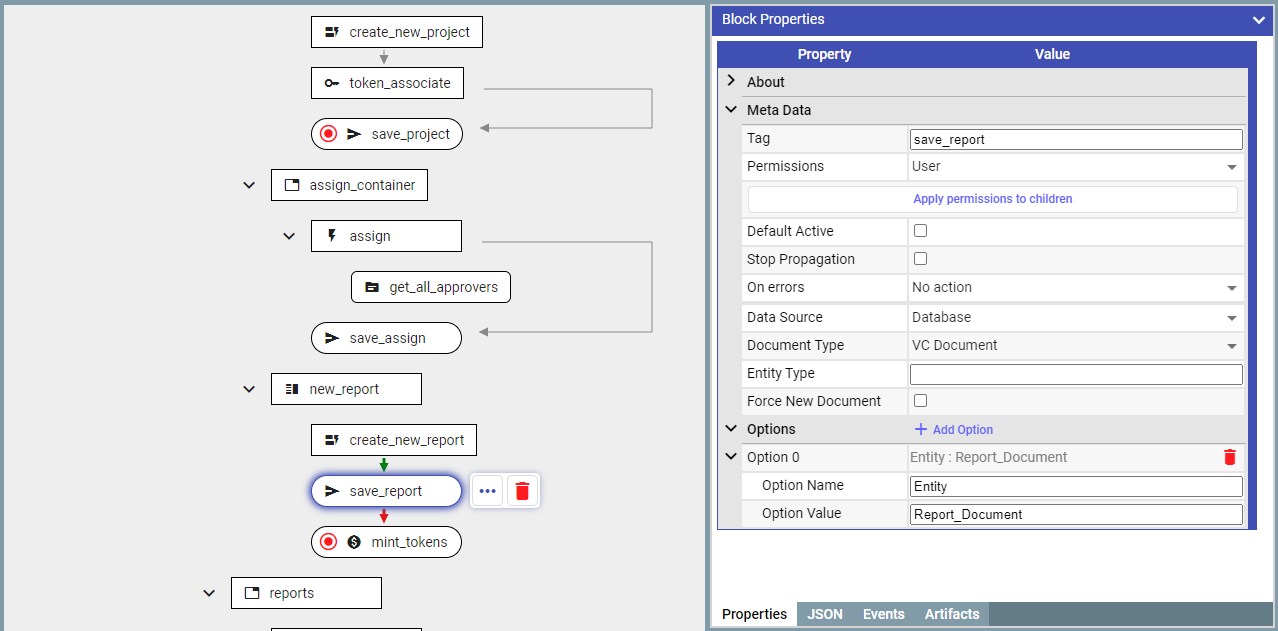 create_new_project
token_associate
save_project
assign_container
assign
get_all_approvers
save_assign
new_report
create_new_report
save_report
mint_tokens
reports
Block Properties
Property Value
About
Meta Data
Tag save_report
Permissions User
Apply permissions to children
Default Active
Stop Propagation
On errors No action
Data Source Database
Document Type VC Document
Entity Type
Force New Document
Options + Add Option
Option 0 Entity : Report_Document
Option Name Entity
Option Value Report_Document
Properties JSON Events Artifacts